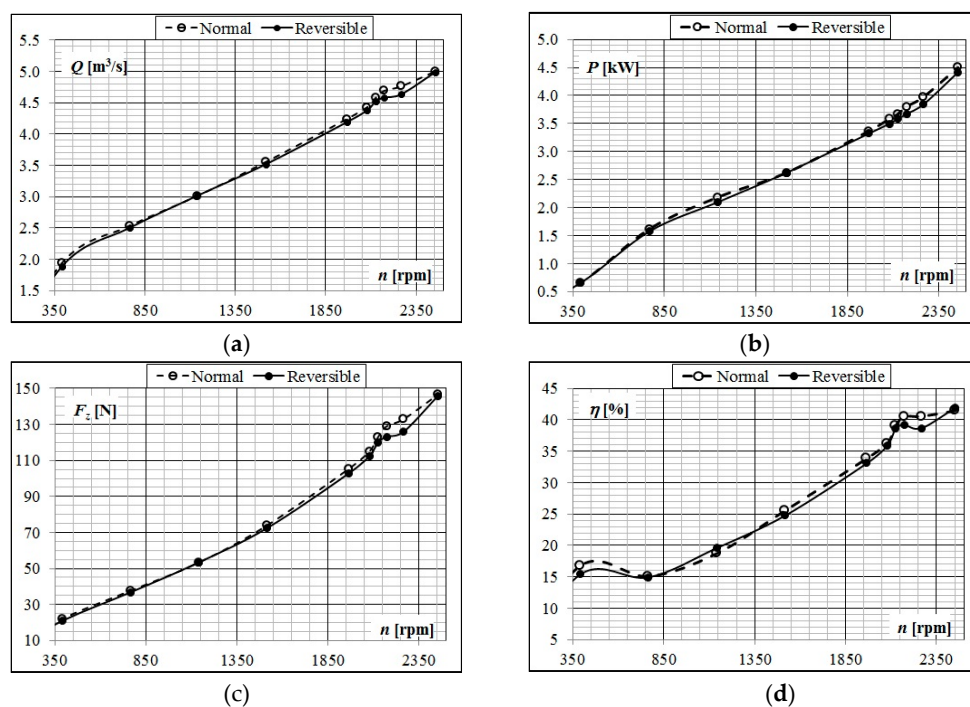 Normal Reversible
5.5
5.0
4.5
4.0
3.5
3.0
2.5
2.0
1.5
Q [m³/s]
n [rpm]
350 850 1350 1850 2350
(a)
Normal Reversible
5.0
4.5
4.0
3.5
3.0
2.5
2.0
1.5
1.0
0.5
P [kW]
n [rpm]
350 850 1350 1850 2350
(b)
Normal Reversible
150
130
110
90
70
50
30
10
F_z [N]
n [rpm]
350 850 1350 1850 2350
(c)
Normal Reversible
45
40
35
30
25
20
15
10
5
η [%]
n [rpm]
350 850 1350 1850 2350
(d)